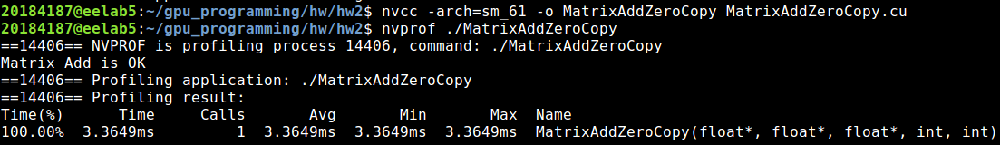 20184187@eelab5:~/gpu_programming/hw/hw2$ nvcc -arch=sm_61 -o MatrixAddZeroCopy MatrixAddZeroCopy.cu
20184187@eelab5:~/gpu_programming/hw/hw2$ nvprof ./MatrixAddZeroCopy
==14406== NVPROF is profiling process 14406, command: ./MatrixAddZeroCopy
Matrix Add is OK
==14406== Profiling application: ./MatrixAddZeroCopy
==14406== Profiling result:
Time(%)      Time     Calls       Avg       Min       Max  Name
100.00%  3.3649ms         1  3.3649ms  3.3649ms  3.3649ms  MatrixAddZeroCopy(float*, float*, float*, int, int)